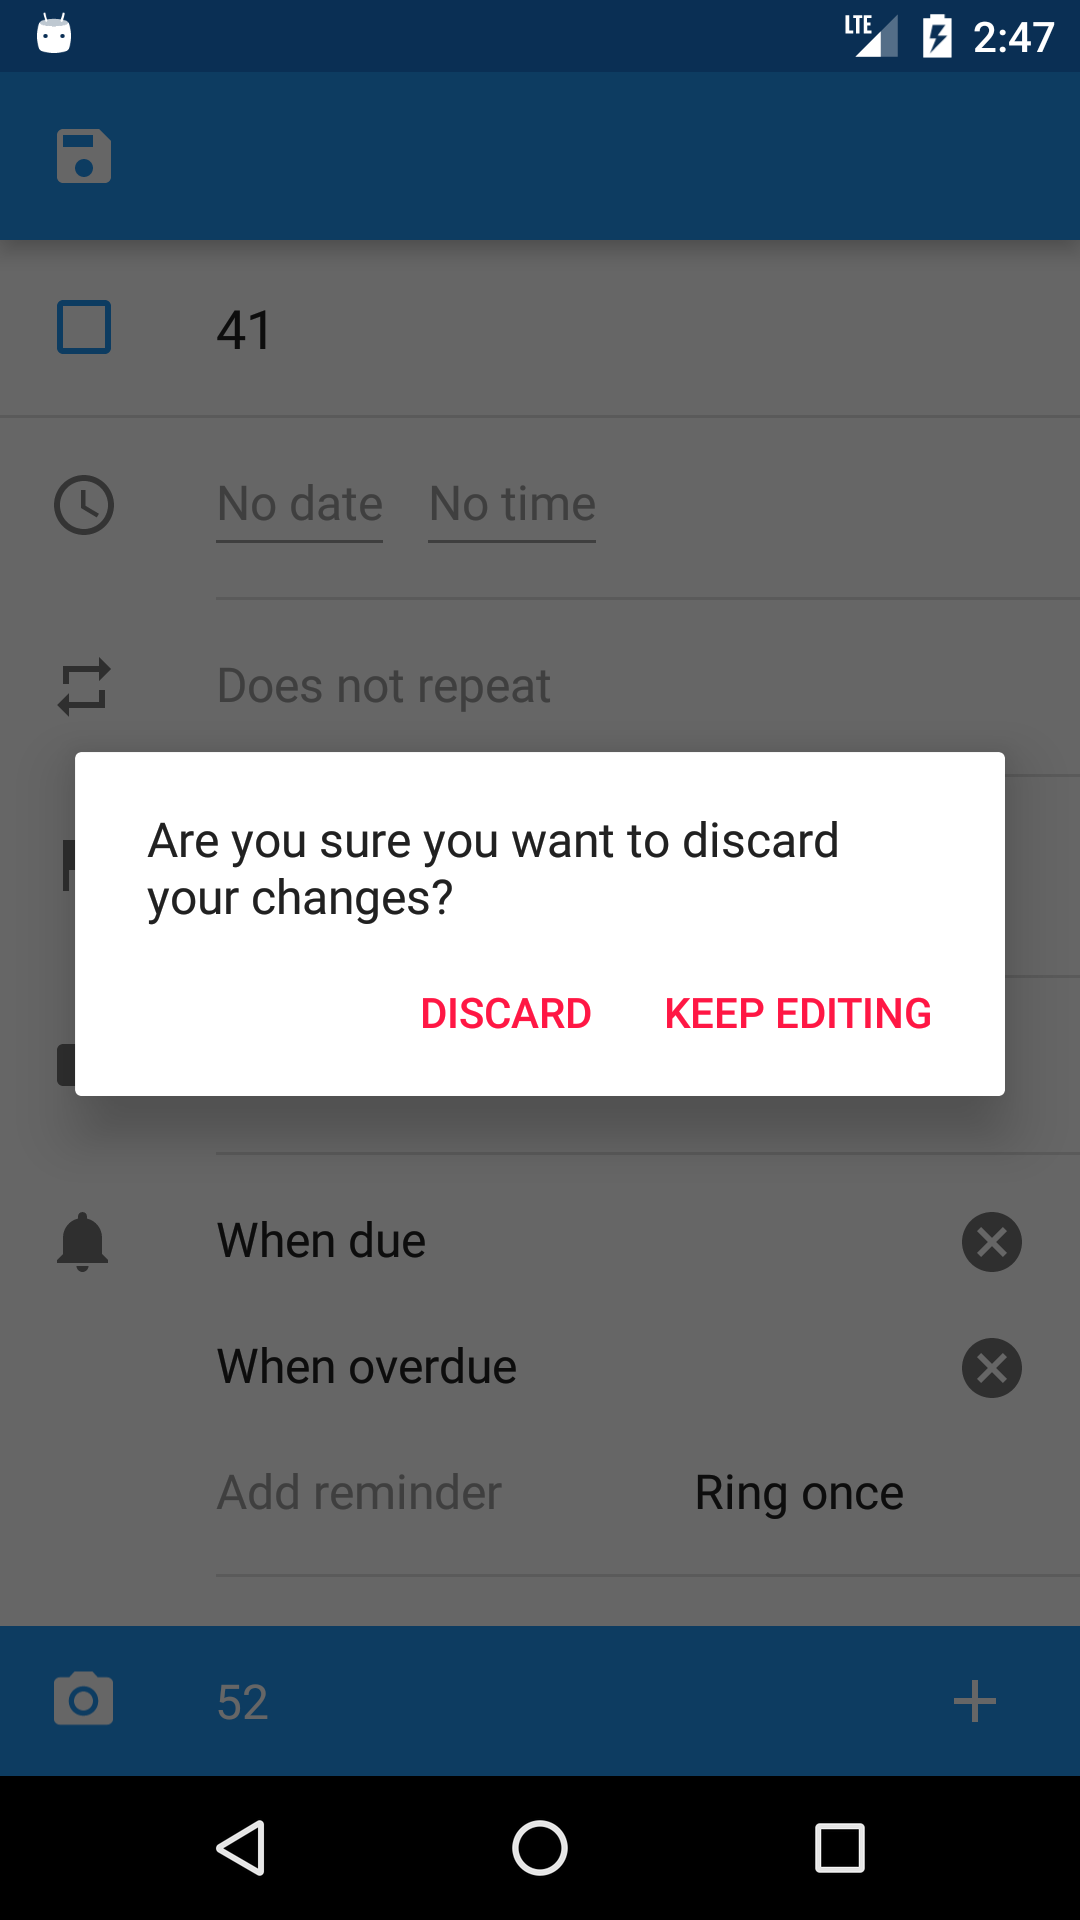 LTE 2:47
41
No date No time
Does not repeat
Are you sure you want to discard
your changes?
DISCARD KEEP EDITING
When due
When overdue
Add reminder Ring once
52